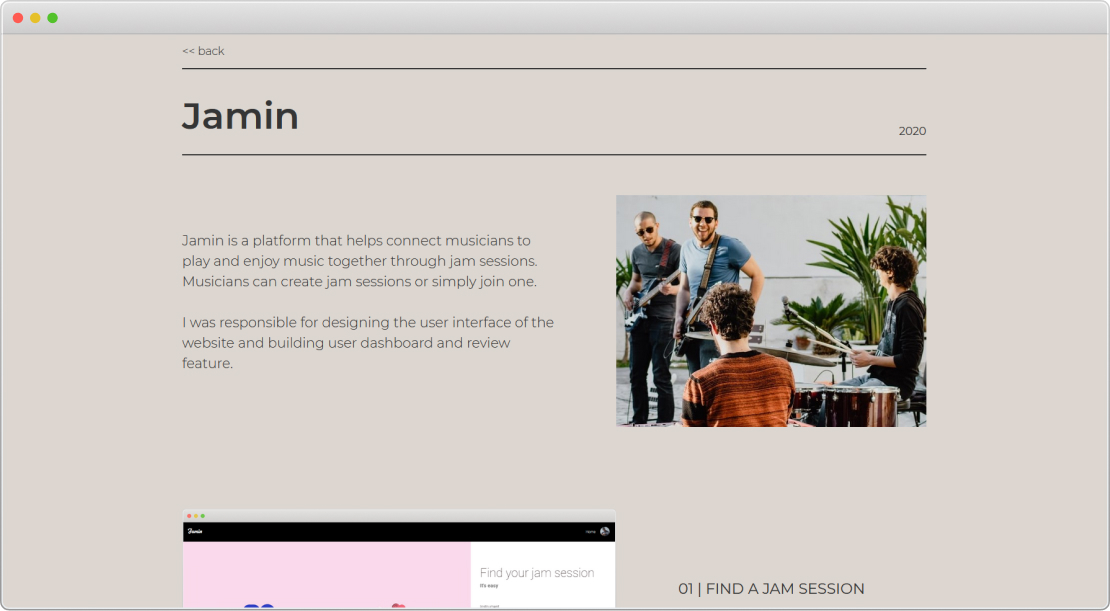 << back
Jamin
2020
Jamin is a platform that helps connect musicians to
play and enjoy music together through jam sessions.
Musicians can create jam sessions or simply join one.
I was responsible for designing the user interface of the
website and building user dashboard and review
feature.
Jamin
Home
Find your jam session
It's easy
Instrument
01 | FIND A JAM SESSION